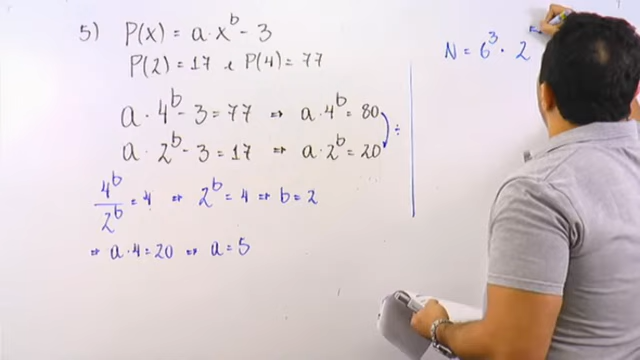 5) P(x) = a·x^b - 3
P(2) = 17 e P(4) = 77
a · 4^b - 3 = 77 ⇒ a · 4^b = 80
a · 2^b - 3 = 17 ⇒ a · 2^b = 20
÷
4^b/2^b = 4 ⇒ 2^b = 4 ⇒ b = 2
⇒ a · 4 = 20 ⇒ a = 5
N = 6^3 · 2